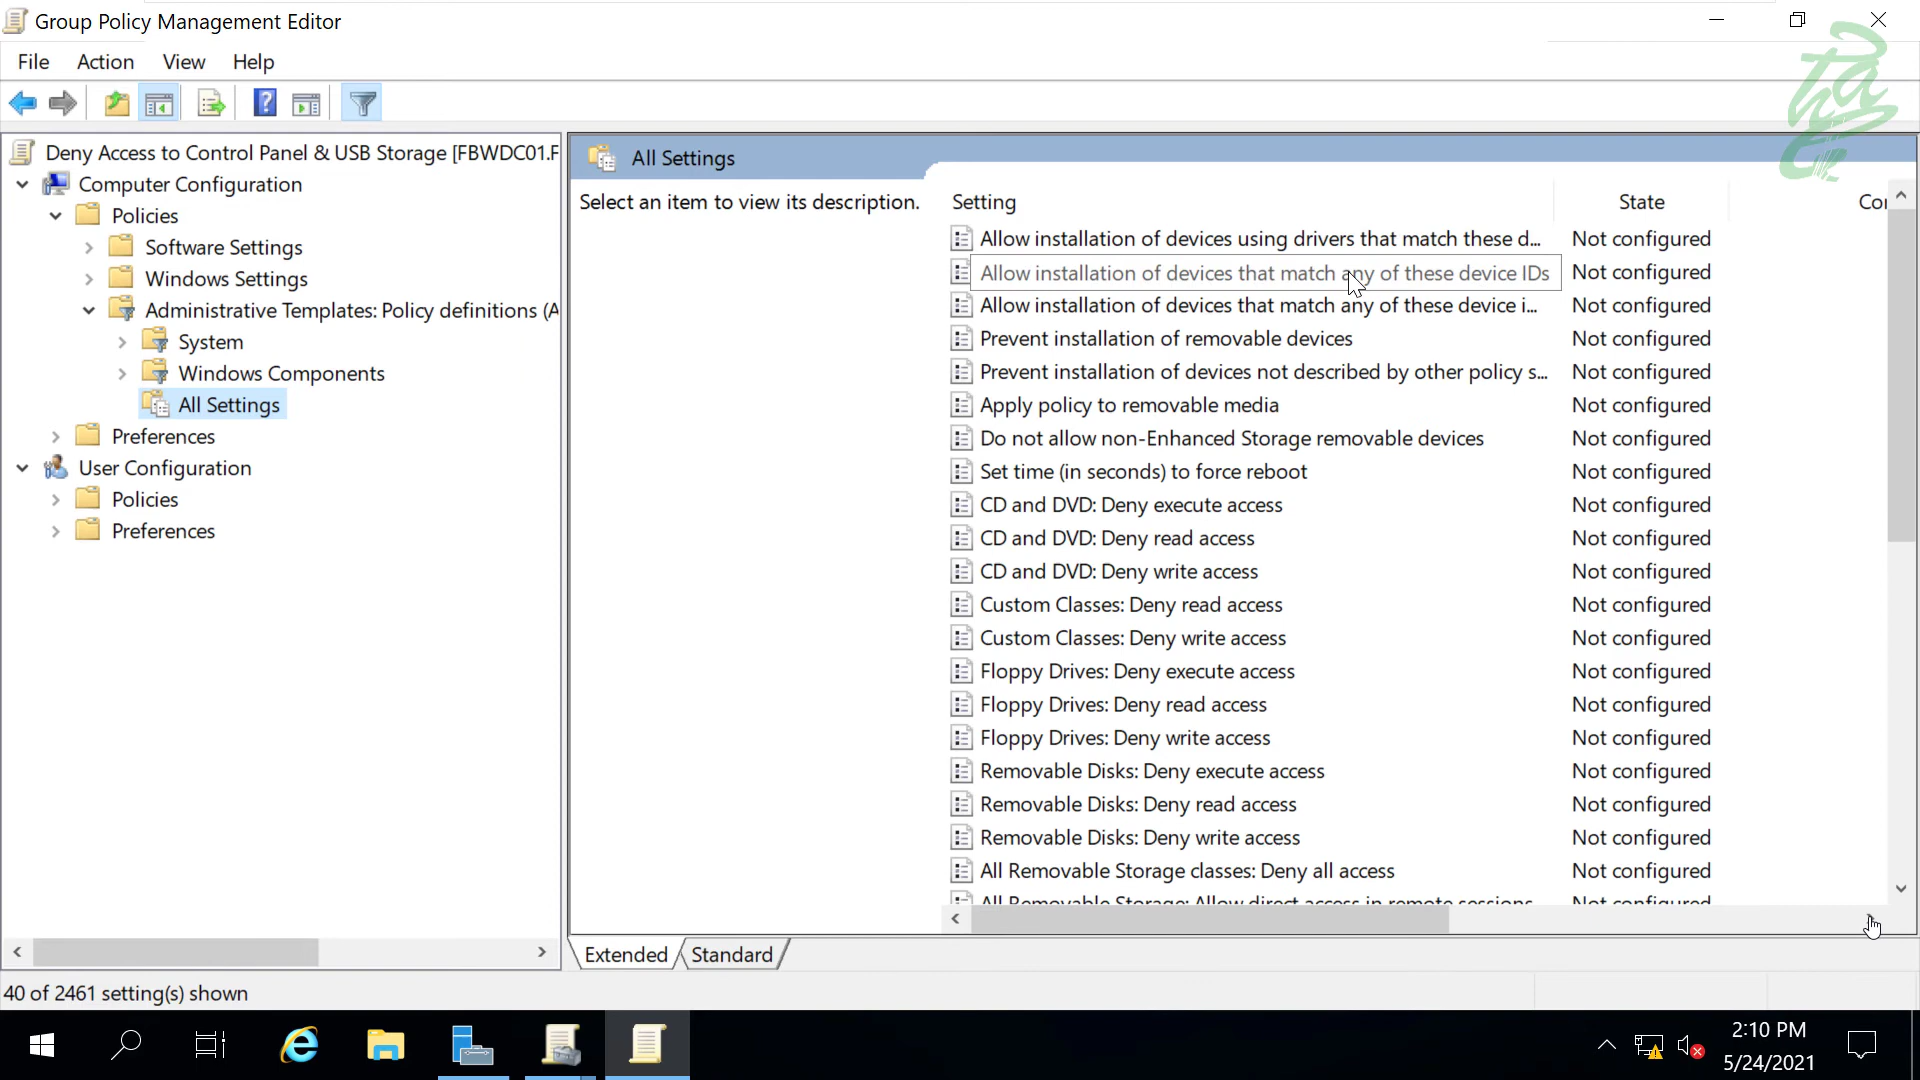 Group Policy Management Editor
File Action View Help
Deny Access to Control Panel & USB Storage [FBWDC01.F
Computer Configuration
Policies
Software Settings
Windows Settings
Administrative Templates: Policy definitions (A
System
Windows Components
All Settings
Preferences
User Configuration
Policies
Preferences
All Settings
Select an item to view its description.
Setting State Cor
Allow installation of devices using drivers that match these d... Not configured
Allow installation of devices that match any of these device IDs Not configured
Allow installation of devices that match any of these device i... Not configured
Prevent installation of removable devices Not configured
Prevent installation of devices not described by other policy s... Not configured
Apply policy to removable media Not configured
Do not allow non-Enhanced Storage removable devices Not configured
Set time (in seconds) to force reboot Not configured
CD and DVD: Deny execute access Not configured
CD and DVD: Deny read access Not configured
CD and DVD: Deny write access Not configured
Custom Classes: Deny read access Not configured
Custom Classes: Deny write access Not configured
Floppy Drives: Deny execute access Not configured
Floppy Drives: Deny read access Not configured
Floppy Drives: Deny write access Not configured
Removable Disks: Deny execute access Not configured
Removable Disks: Deny read access Not configured
Removable Disks: Deny write access Not configured
All Removable Storage classes: Deny all access Not configured
All Removable Storage: Allow direct access in remote sessions Not configured
Extended Standard
40 of 2461 setting(s) shown
2:10 PM
5/24/2021